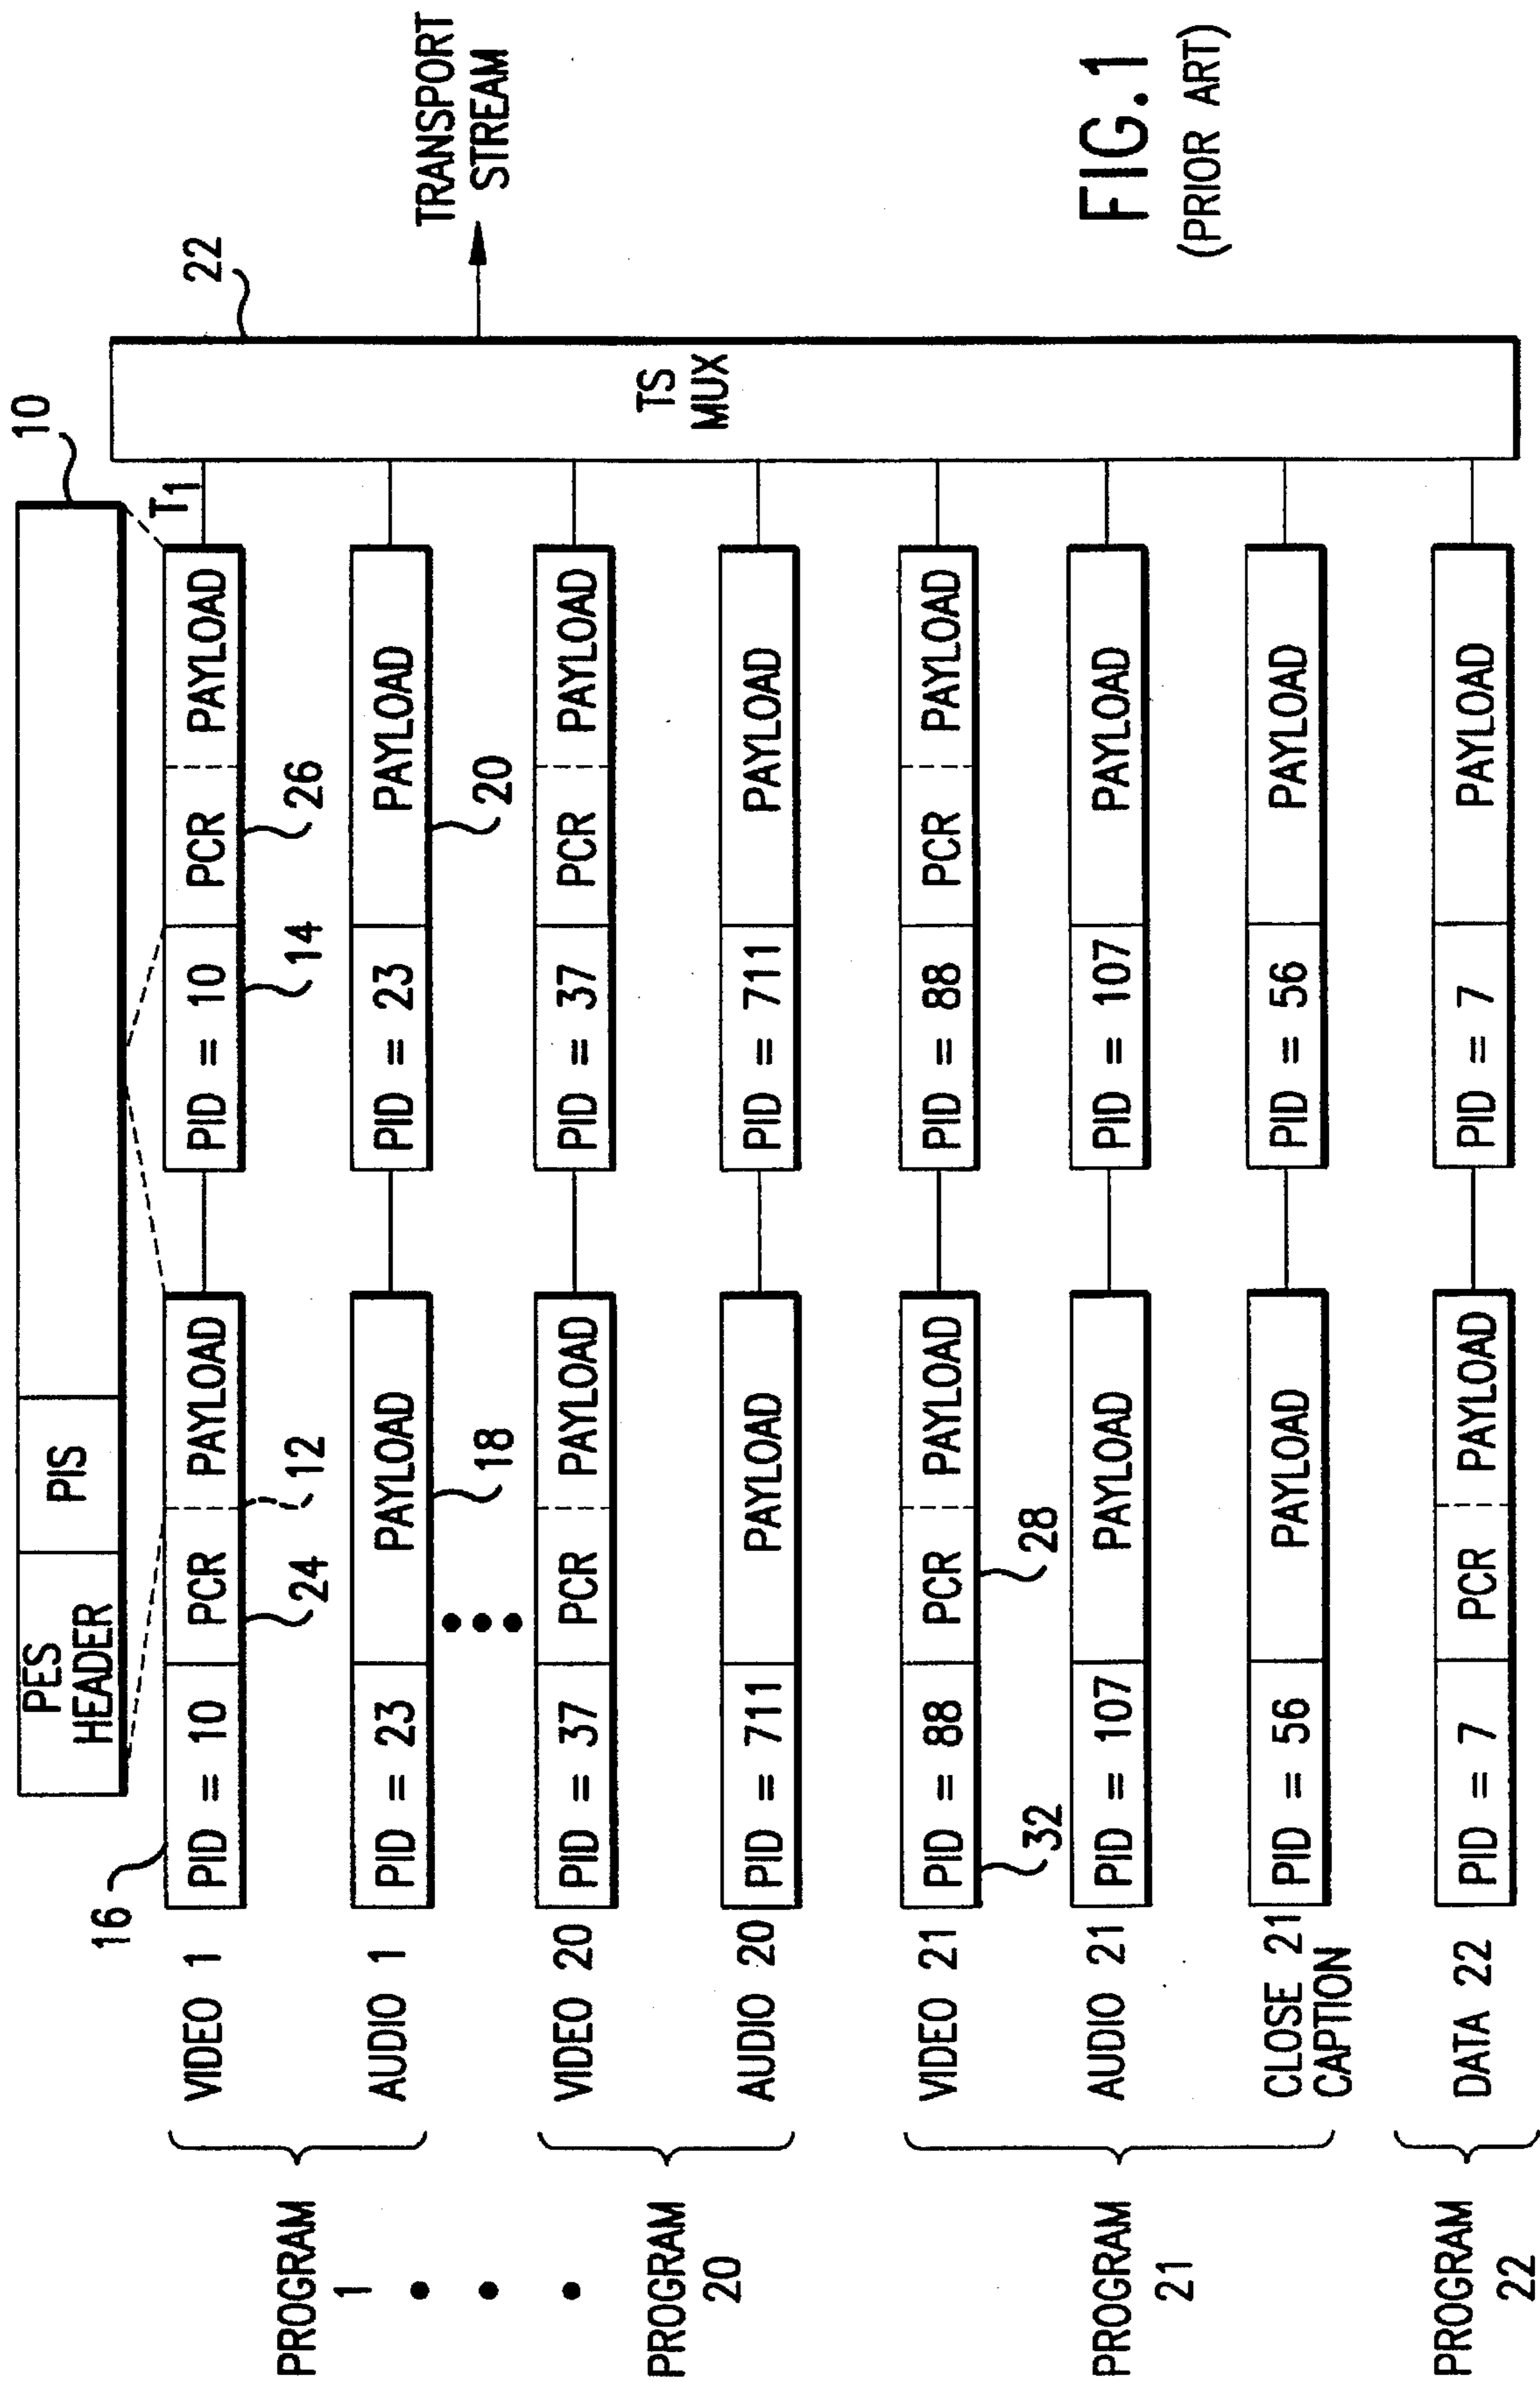 10
PES
HEADER
PIS
16
T1
22
TRANSPORT
STREAM
PROGRAM
1
VIDEO 1
PID = 10
PCR
PAYLOAD
PID = 10
PCR
PAYLOAD
24
12
14
26
AUDIO 1
PID = 23
PAYLOAD
PID = 23
PAYLOAD
18
20
PROGRAM
20
VIDEO 20
PID = 37
PCR
PAYLOAD
PID = 37
PCR
PAYLOAD
TS
MUX
AUDIO 20
PID = 711
PAYLOAD
PID = 711
PAYLOAD
PROGRAM
21
VIDEO 21
PID = 88
PCR
PAYLOAD
PID = 88
PCR
PAYLOAD
32
28
AUDIO 21
PID = 107
PAYLOAD
PID = 107
PAYLOAD
CLOSE 21
CAPTION
PID = 56
PAYLOAD
PID = 56
PAYLOAD
PROGRAM
22
DATA 22
PID = 7
PCR
PAYLOAD
PID = 7
PAYLOAD
FIG.1
(PRIOR ART)